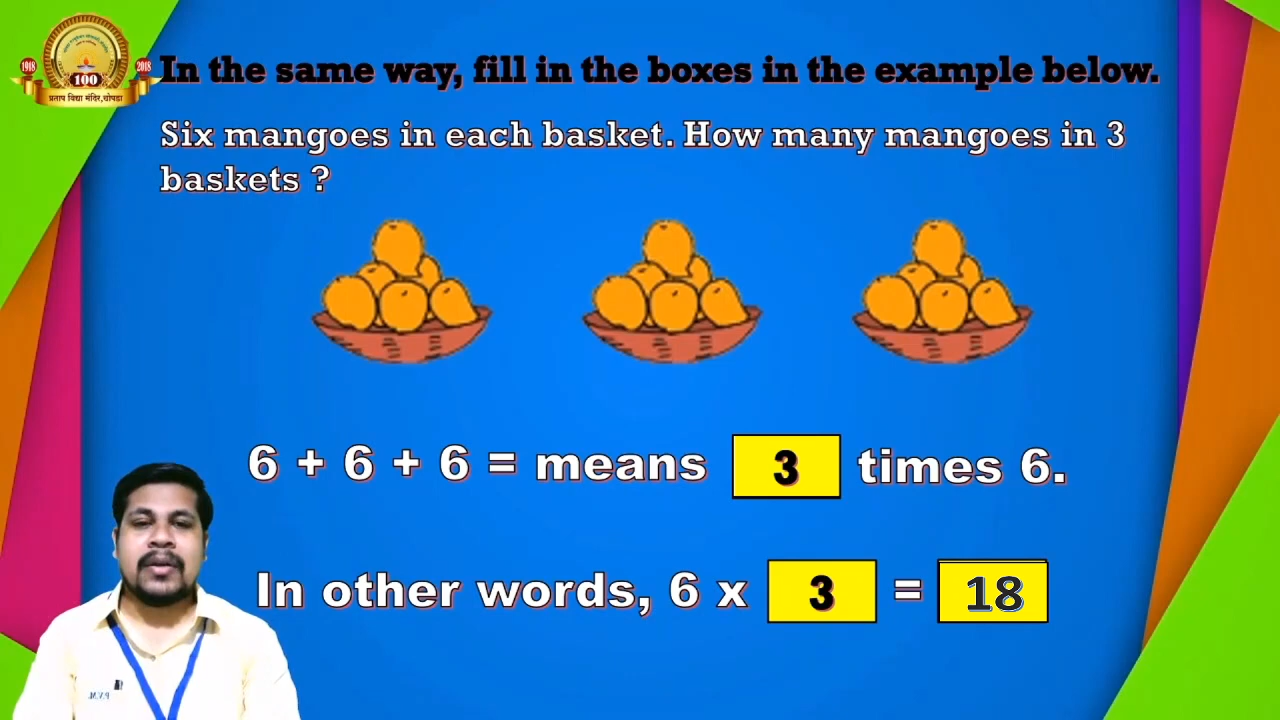 1918
2018
100
प्रताप विद्या मंदिर, चोपडा
In the same way, fill in the boxes in the example below.
Six mangoes in each basket. How many mangoes in 3
baskets ?
6 + 6 + 6 = means 3 times 6.
In other words, 6 x 3 = 18